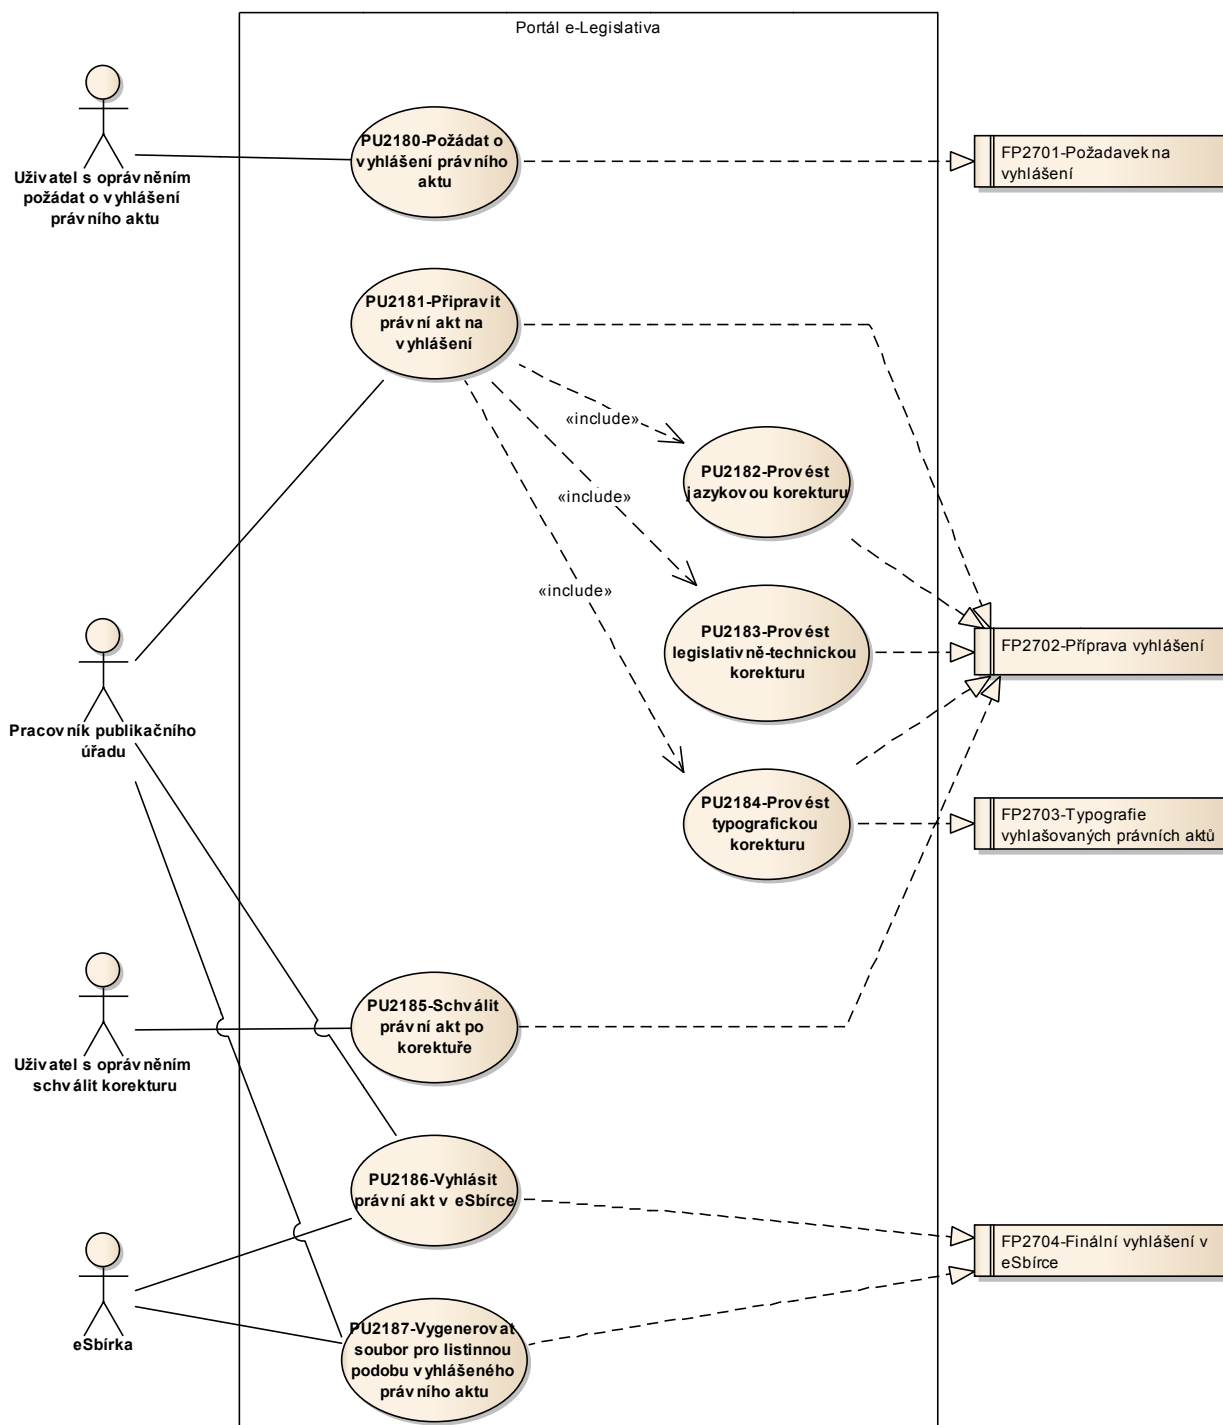 Portál e-Legislativa
Uživatel s oprávněním
požádat o vyhlášení
právního aktu
PU2180-Požádat o
vyhlášení právního
aktu
FP2701-Požadavek na
vyhlášení
PU2181-Připravit
právní akt na
vyhlášení
«include»
«include»
«include»
PU2182-Provést
jazykovou korekturu
PU2183-Provést
legislativně-technickou
korekturu
FP2702-Příprava vyhlášení
Pracovník publikačního
úřadu
PU2184-Provést
typografickou
korekturu
FP2703-Typografie
vyhlašovaných právních aktů
Uživatel s oprávněním
schválit korekturu
PU2185-Schválit
právní akt po
korektuře
PU2186-Vyhlásit
právní akt v eSbírce
FP2704-Finální vyhlášení v
eSbírce
eSbírka
PU2187-Vygenerovat
soubor pro listinnou
podobu vyhlášeného
právního aktu